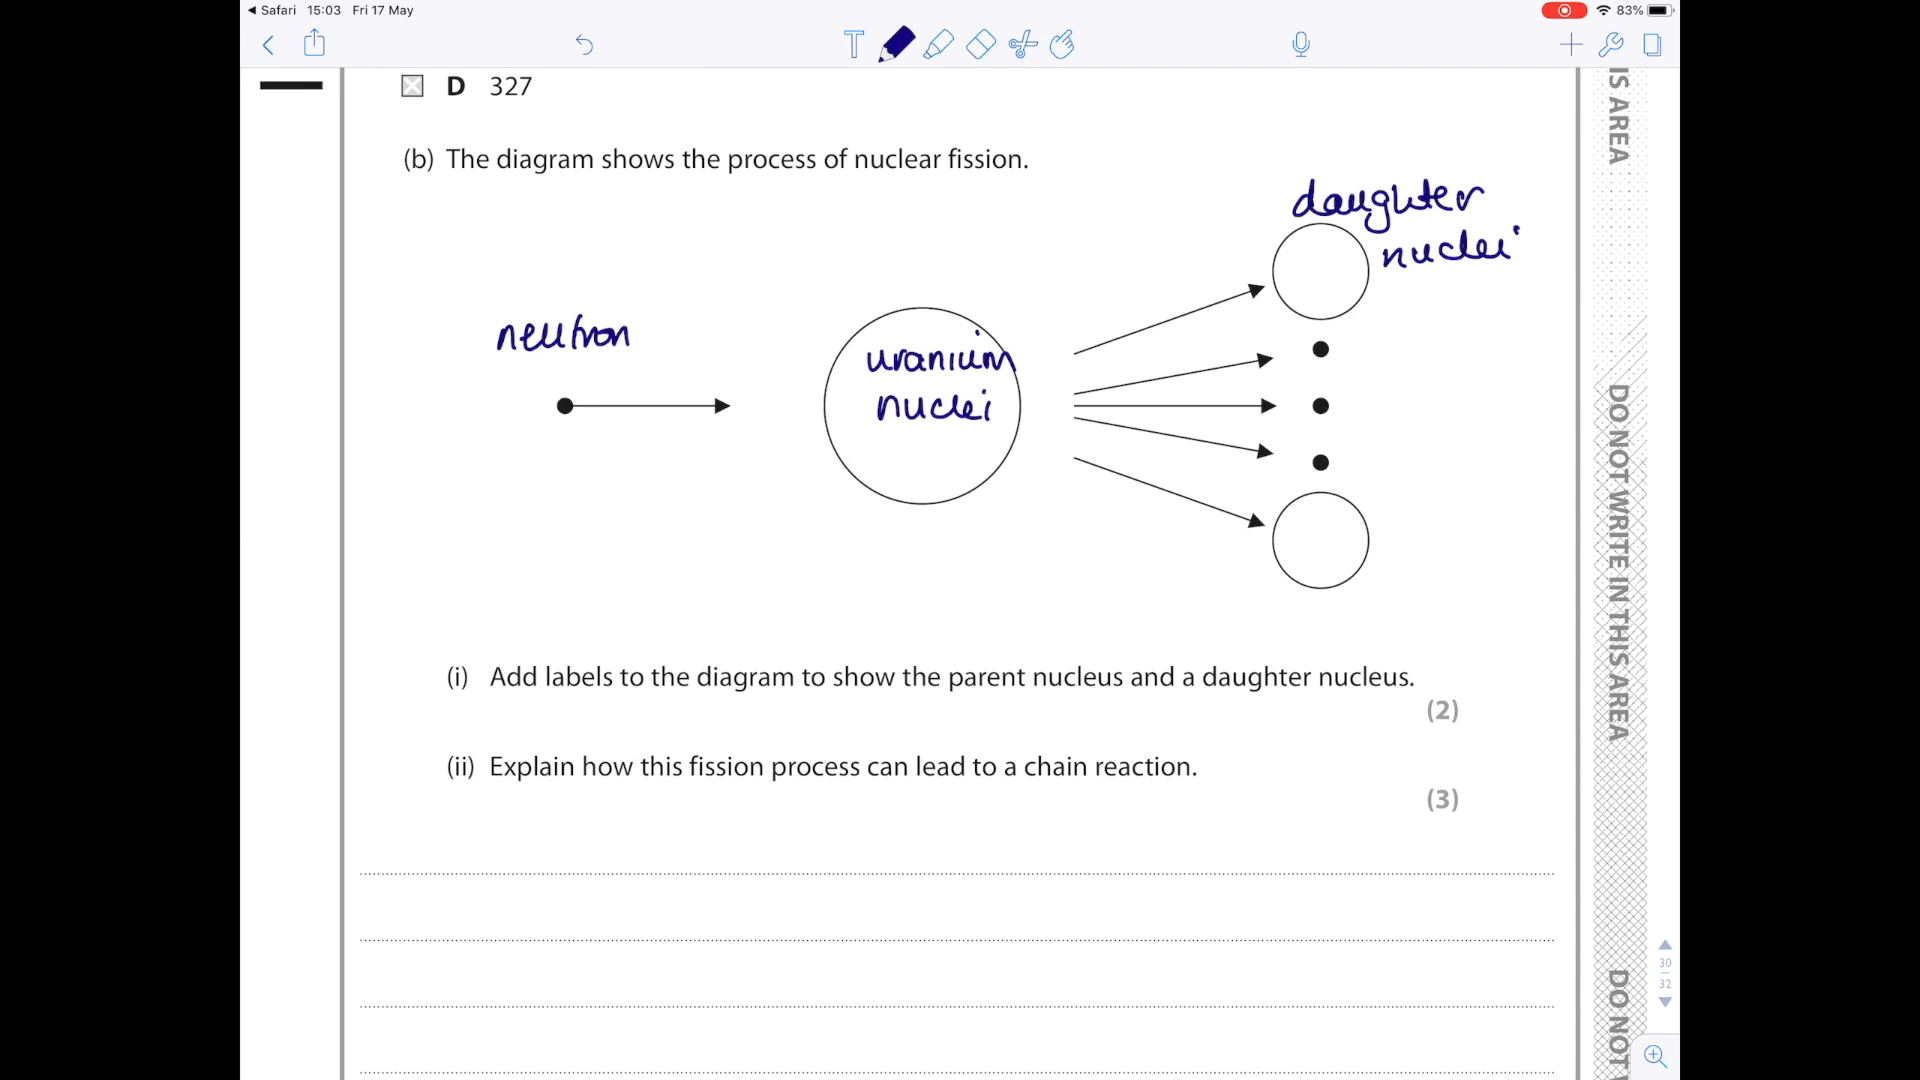 Safari 15:03 Fri 17 May 83%
T
D 327
IS AREA
(b) The diagram shows the process of nuclear fission.
daughter
nuclei
neutron
uranium
nuclei
DO NOT WRITE IN THIS AREA
(i) Add labels to the diagram to show the parent nucleus and a daughter nucleus.
(2)
(ii) Explain how this fission process can lead to a chain reaction.
(3)
30
32
DO NOT